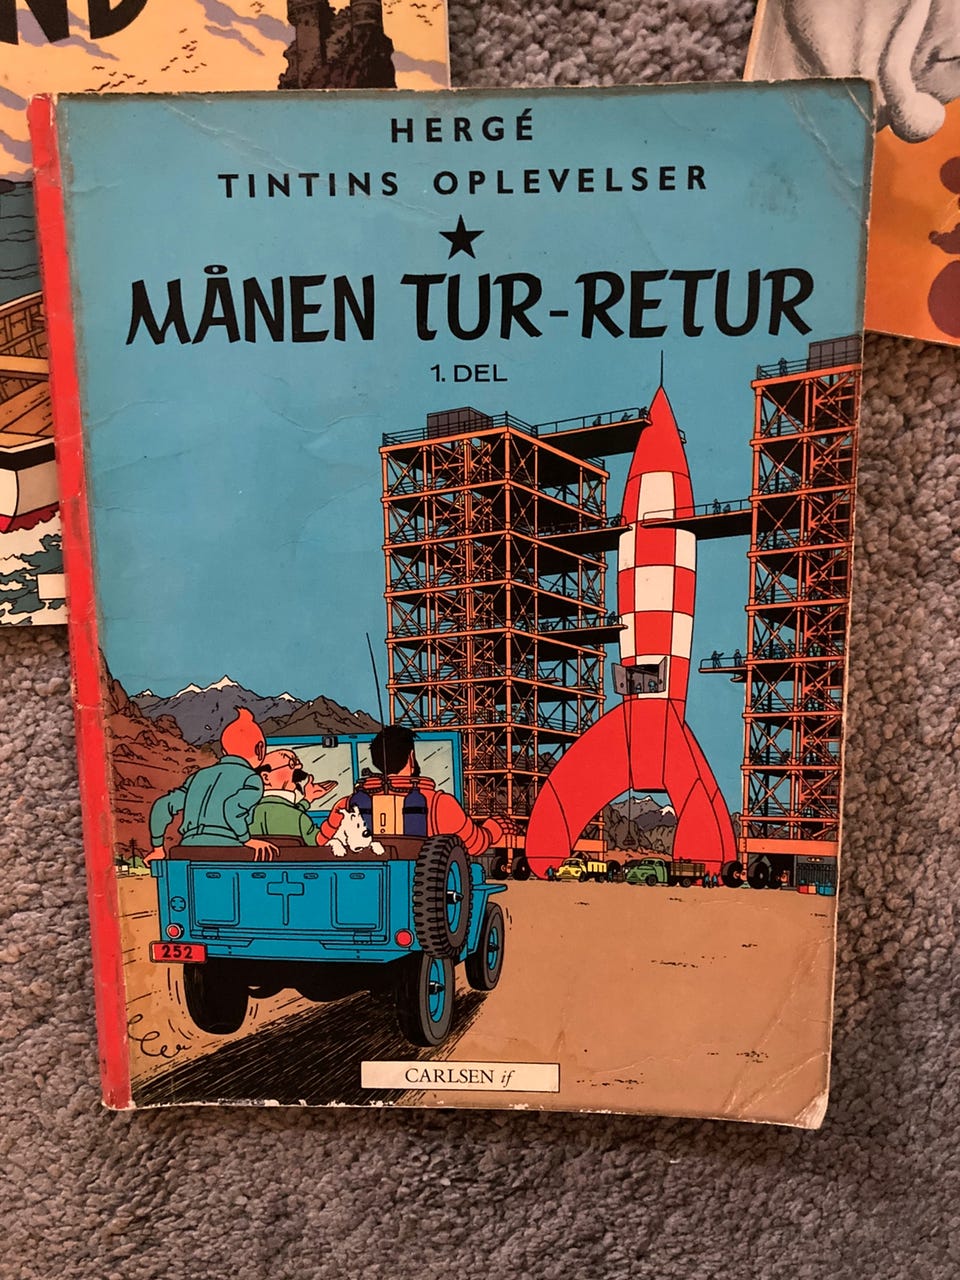 HERGÉ
TINTINS OPLEVELSER
MÅNEN TUR-RETUR
1. DEL
252
CARLSEN if